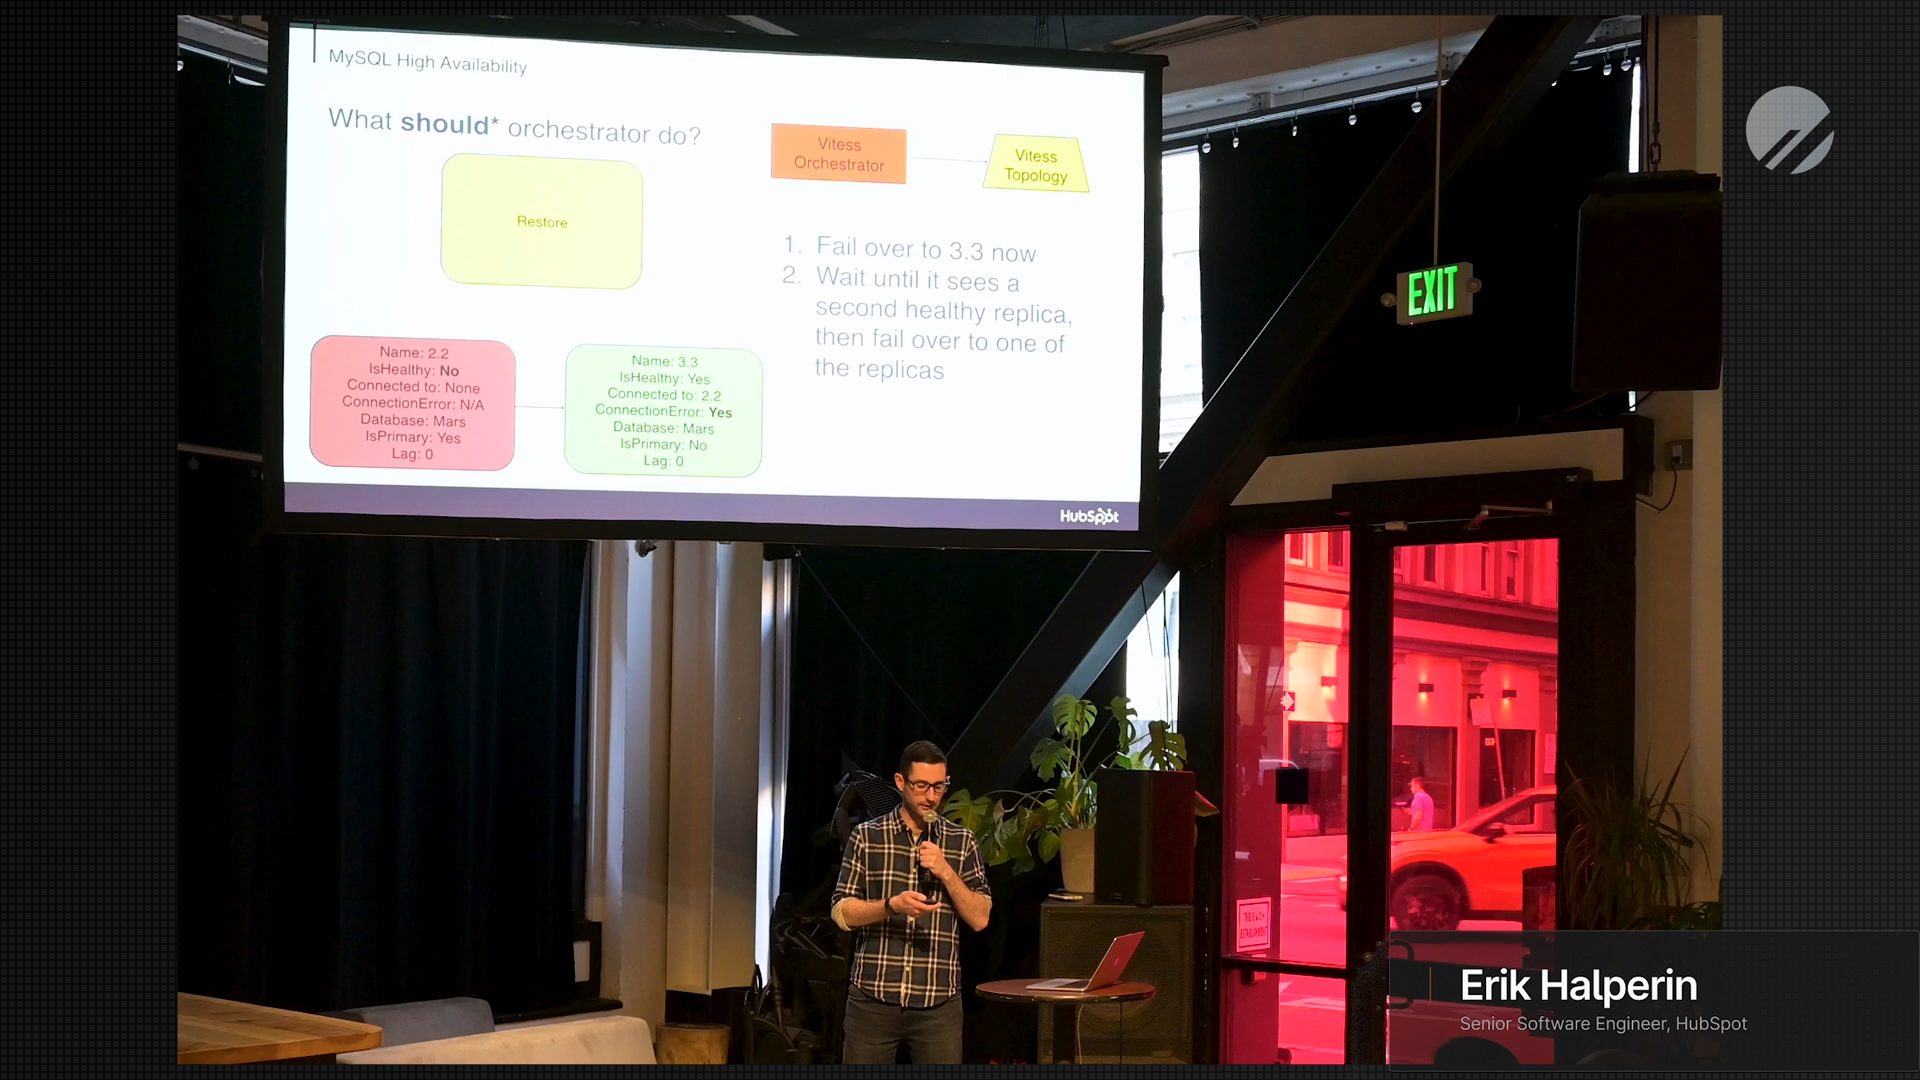 MySQL High Availability
What should* orchestrator do?
Vitess
Orchestrator
Vitess
Topology
Restore
1. Fail over to 3.3 now
2. Wait until it sees a
second healthy replica,
then fail over to one of
the replicas
Name: 2.2
IsHealthy: No
Connected to: None
ConnectionError: N/A
Database: Mars
IsPrimary: Yes
Lag: 0
Name: 3.3
IsHealthy: Yes
Connected to: 2.2
ConnectionError: Yes
Database: Mars
IsPrimary: No
Lag: 0
HubSpot
EXIT
Erik Halperin
Senior Software Engineer, HubSpot